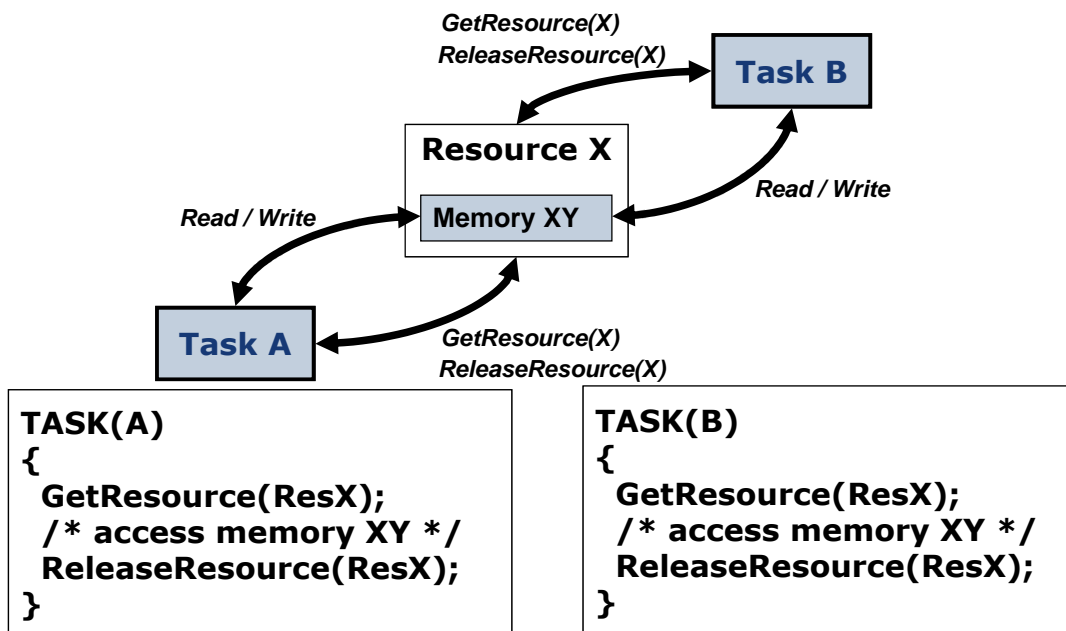 GetResource(X)
ReleaseResource(X)
Task B
Resource X
Read / Write
Read / Write
Memory XY
Task A
GetResource(X)
ReleaseResource(X)
TASK(A)
{
GetResource(ResX);
/* access memory XY */
ReleaseResource(ResX);
}
TASK(B)
{
GetResource(ResX);
/* access memory XY */
ReleaseResource(ResX);
}